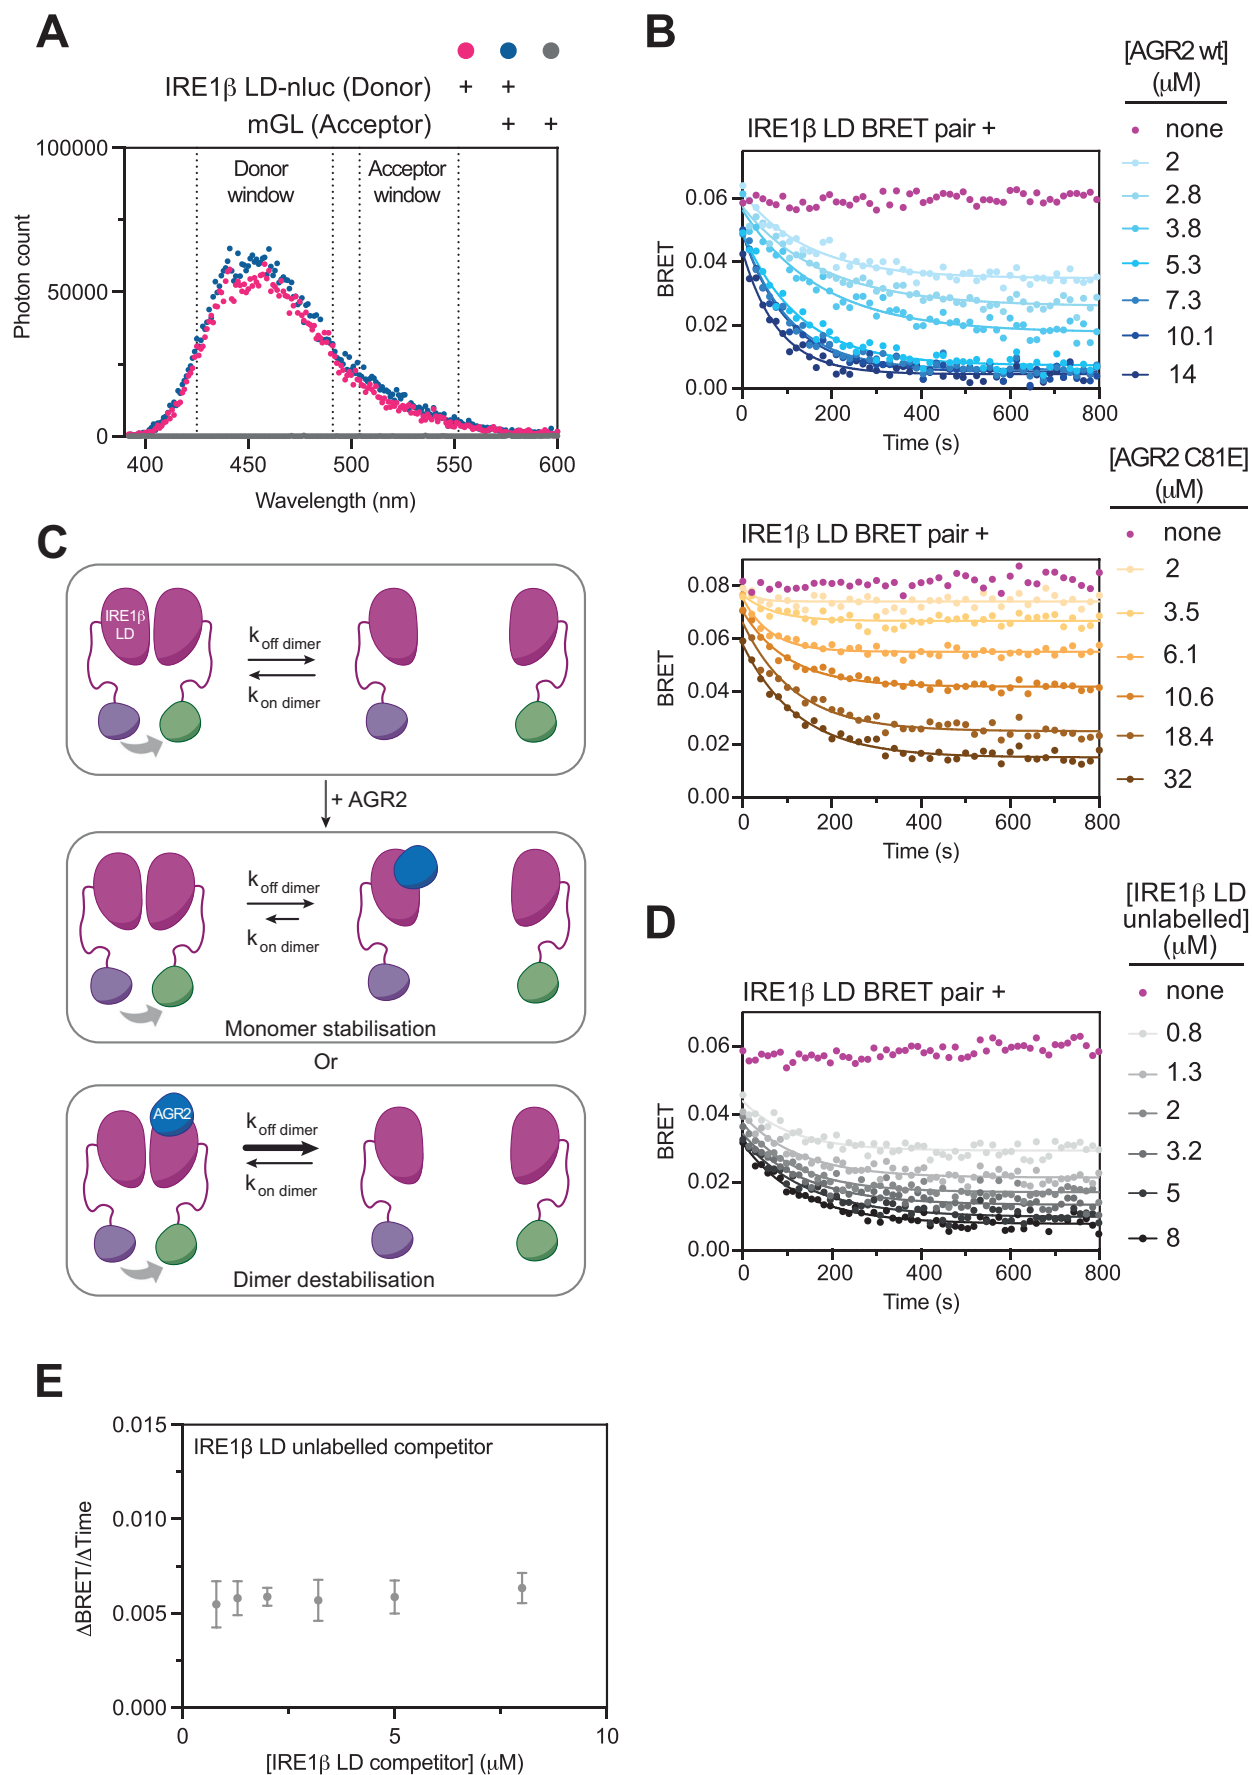 A
IRE1β LD-nluc (Donor) + +
mGL (Acceptor) + +
100000
50000
0
Photon count
Donor window
Acceptor window
400 450 500 550 600
Wavelength (nm)
B
[AGR2 wt]
(μM)
IRE1β LD BRET pair +
none
2
2.8
3.8
5.3
7.3
10.1
14
0.06
0.04
0.02
0.00
BRET
0 200 400 600 800
Time (s)
[AGR2 C81E]
(μM)
IRE1β LD BRET pair +
none
2
3.5
6.1
10.6
18.4
32
0.08
0.06
0.04
0.02
0.00
BRET
0 200 400 600 800
Time (s)
C
IRE1β
LD
k off dimer
k on dimer
+ AGR2
k off dimer
k on dimer
Monomer stabilisation
Or
AGR2
k off dimer
k on dimer
Dimer destabilisation
D
[IRE1β LD
unlabelled]
(μM)
IRE1β LD BRET pair +
none
0.8
1.3
2
3.2
5
8
0.06
0.04
0.02
0.00
BRET
0 200 400 600 800
Time (s)
E
0.015
0.010
0.005
0.000
ΔBRET/ΔTime
IRE1β LD unlabelled competitor
0 5 10
[IRE1β LD competitor] (μM)